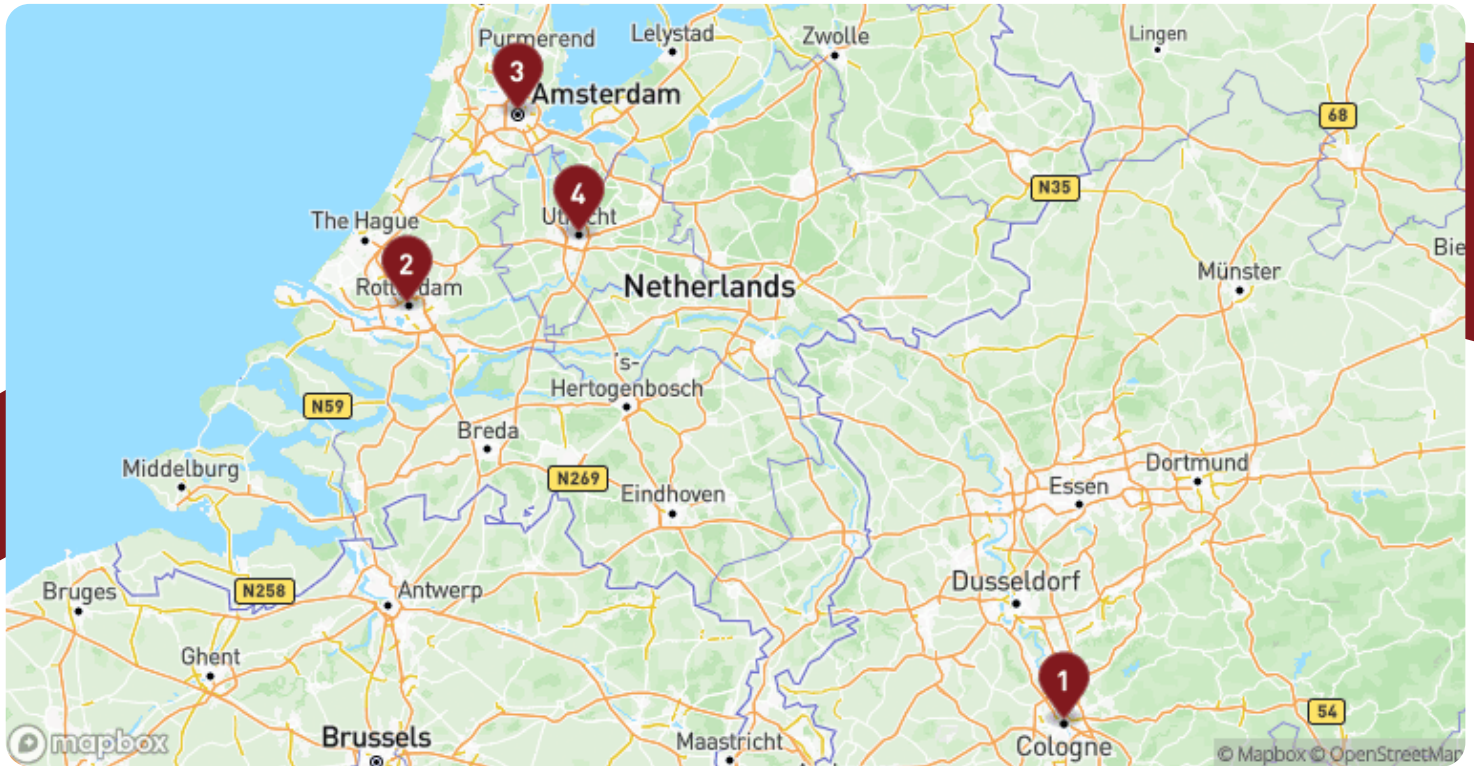 Purmerend
Lelystad
Zwolle
Lingen
3
Amsterdam
68
4
N35
Utrecht
The Hague
2
Rotterdam
Netherlands
Münster
Bie
's-
Hertogenbosch
N59
Breda
Middelburg
N269
Eindhoven
Dortmund
Essen
Bruges
N258
Antwerp
Dusseldorf
Ghent
1
54
Brussels
Maastricht
Cologne
mapbox
© Mapbox © OpenStreetMap